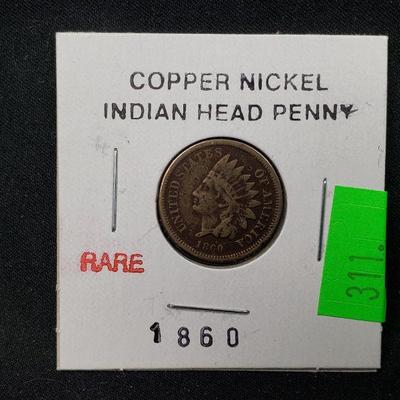 COPPER NICKEL
INDIAN HEAD PENNY
UNITED STATES OF AMERICA
1860
RARE
311.
1860